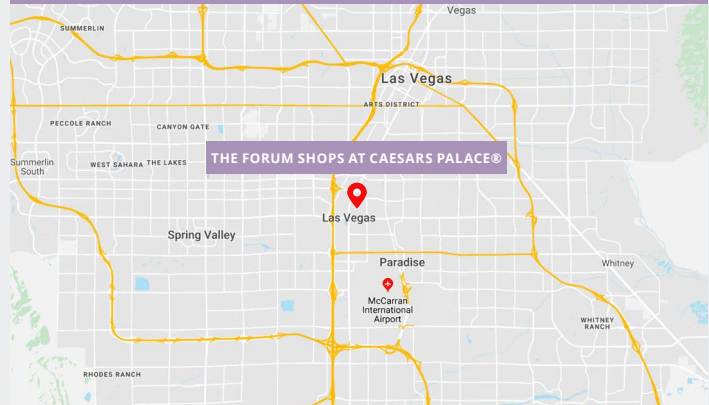 Vegas
SUMMERLIN
Las Vegas
ARTS DISTRICT
PECCOLE RANCH
CANYON GATE
THE FORUM SHOPS AT CAESARS PALACE®
Summerlin
South
WEST SAHARA
THE LAKES
Las Vegas
Spring Valley
Paradise
Whitney
McCarran
International
Airport
WHITNEY
RANCH
RHODES RANCH